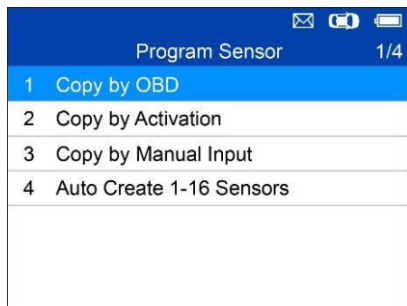 Program Sensor 1/4
1 Copy by OBD
2 Copy by Activation
3 Copy by Manual Input
4 Auto Create 1-16 Sensors